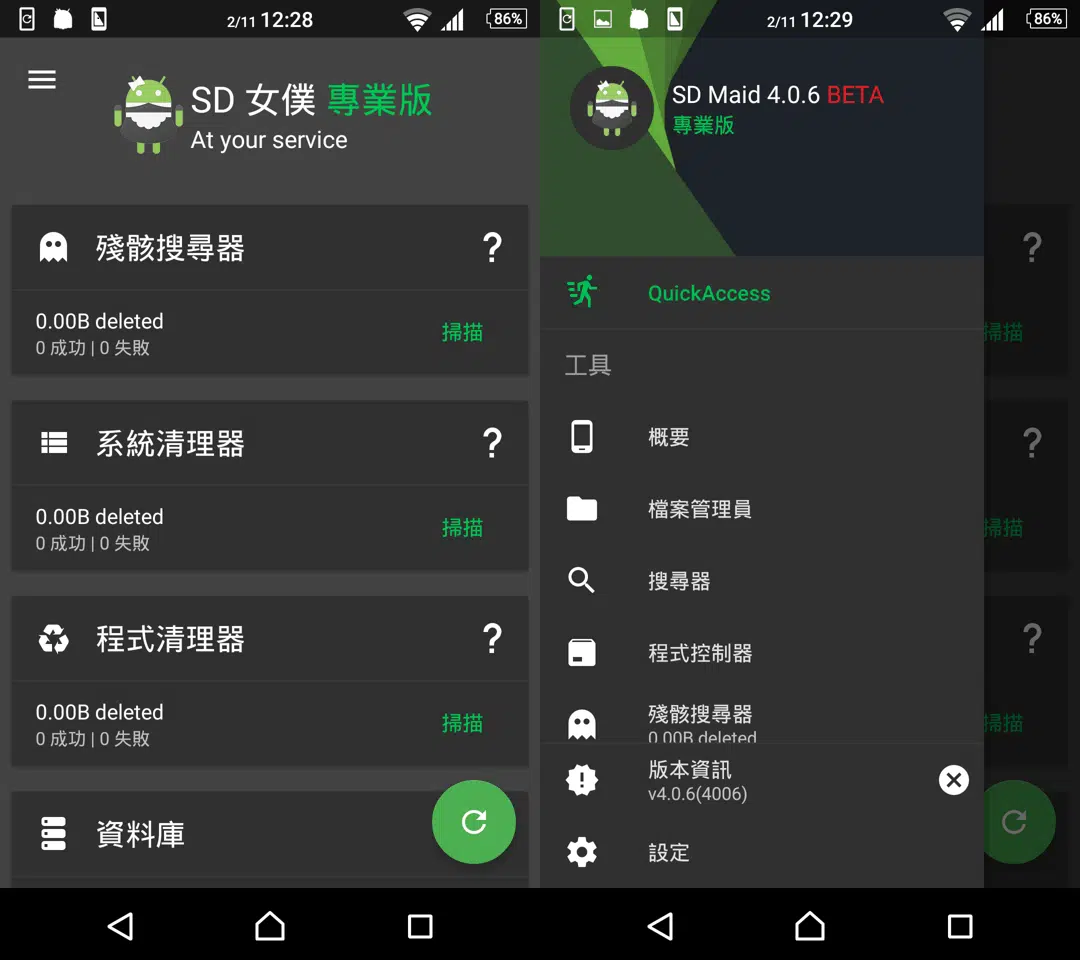 2/11 12:28
86%
SD 女僕 專業版
At your service
殘骸搜尋器
?
0.00B deleted
0 成功 | 0 失敗
掃描
系統清理器
?
0.00B deleted
0 成功 | 0 失敗
掃描
程式清理器
?
0.00B deleted
0 成功 | 0 失敗
掃描
資料庫
2/11 12:29
86%
SD Maid 4.0.6 BETA
專業版
QuickAccess
工具
概要
檔案管理員
搜尋器
程式控制器
殘骸搜尋器
0.00B deleted
版本資訊
v4.0.6(4006)
設定
?
掃描
?
掃描
?
掃描